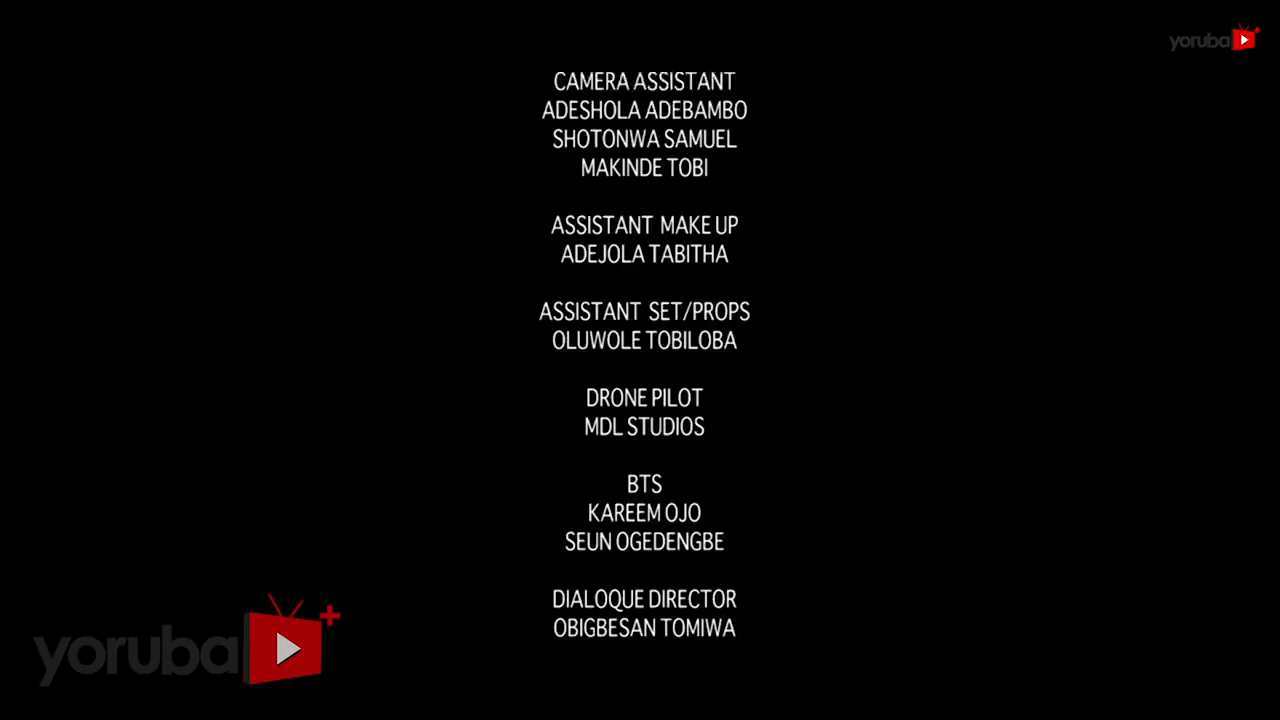 yoruba+
CAMERA ASSISTANT
ADESHOLA ADEBAMBO
SHOTONWA SAMUEL
MAKINDE TOBI
ASSISTANT MAKE UP
ADEJOLA TABITHA
ASSISTANT SET/PROPS
OLUWOLE TOBILOBA
DRONE PILOT
MDL STUDIOS
BTS
KAREEM OJO
SEUN OGEDENGBE
DIALOQUE DIRECTOR
OBIGBESAN TOMIWA
yoruba+